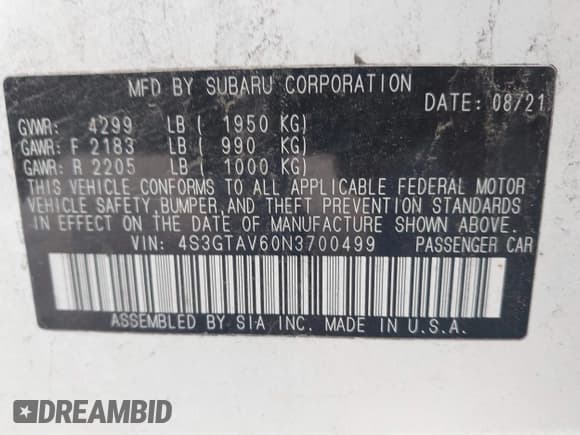 MFD BY SUBARU CORPORATION
DATE: 08/21
GVWR: 4299 LB ( 1950 KG)
GAWR: F 2183 LB ( 990 KG)
GAWR: R 2205 LB ( 1000 KG)
THIS VEHICLE CONFORMS TO ALL APPLICABLE FEDERAL MOTOR
VEHICLE SAFETY,BUMPER,AND THEFT PREVENTION STANDARDS
IN EFFECT ON THE DATE OF MANUFACTURE SHOWN ABOVE.
VIN: 4S3GTAV60N3700499 PASSENGER CAR
ASSEMBLED BY SIA INC. MADE IN U.S.A.
DREAMBID